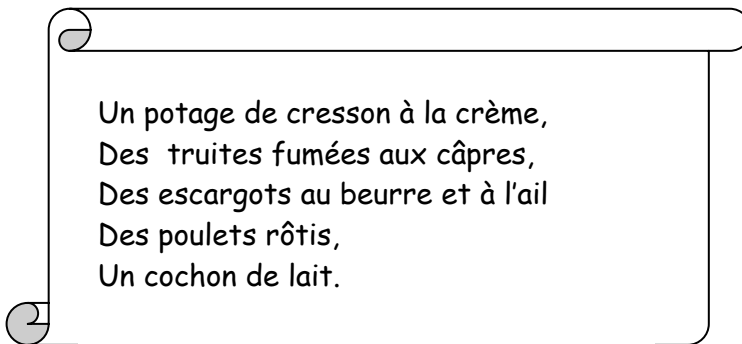 Un potage de cresson à la crème,
Des truites fumées aux câpres,
Des escargots au beurre et à l'ail
Des poulets rôtis,
Un cochon de lait.